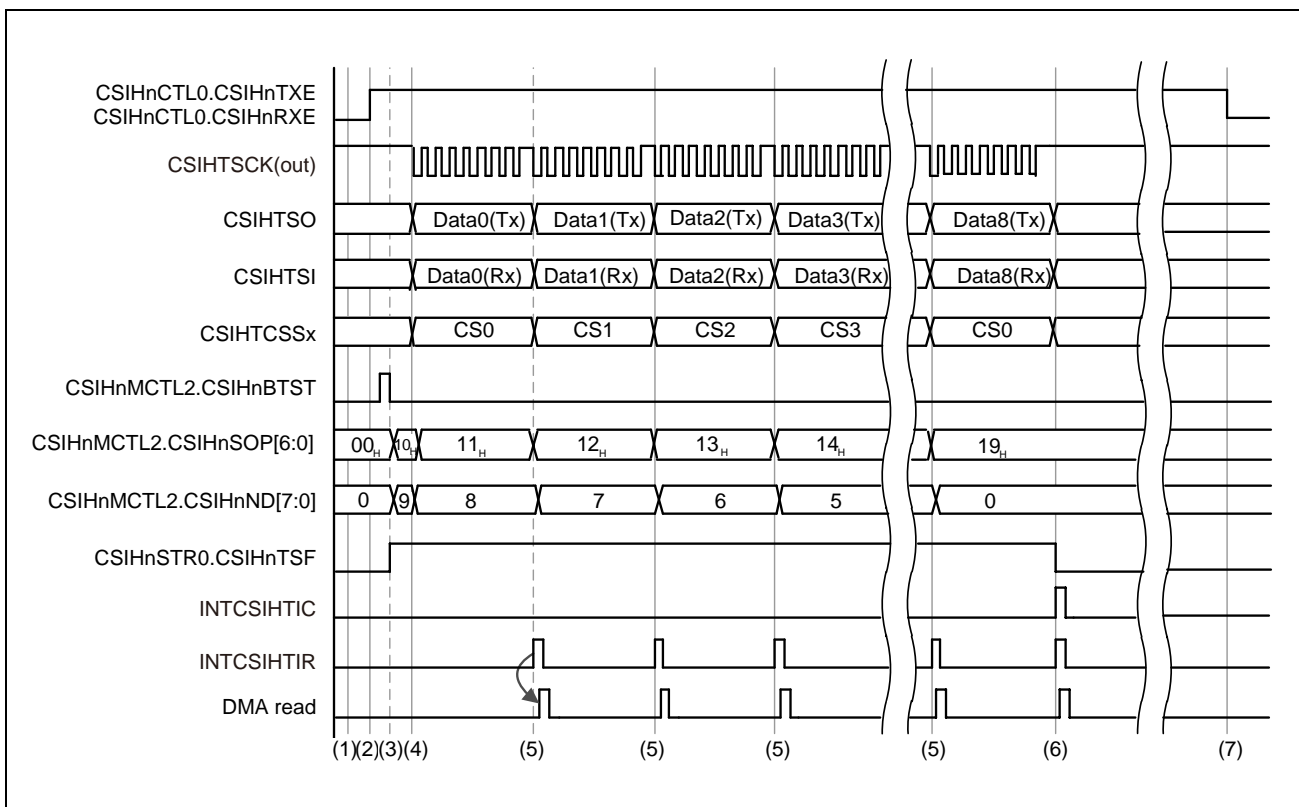 CSIHnCTL0.CSIHnTXE
CSIHnCTL0.CSIHnRXE
CSIHTSCK(out)
CSIHTSO Data0(Tx) Data1(Tx) Data2(Tx) Data3(Tx) Data8(Tx)
CSIHTSI Data0(Rx) Data1(Rx) Data2(Rx) Data3(Rx) Data8(Rx)
CSIHTCSSx CS0 CS1 CS2 CS3 CS0
CSIHnMCTL2.CSIHnBTST
CSIHnMCTL2.CSIHnSOP[6:0] 00H 10H 11H 12H 13H 14H 19H
CSIHnMCTL2.CSIHnND[7:0] 0 9 8 7 6 5 0
CSIHnSTR0.CSIHnTSF
INTCSIHTIC
INTCSIHTIR
DMA read
(1)(2)(3)(4) (5) (5) (5) (5) (6) (7)